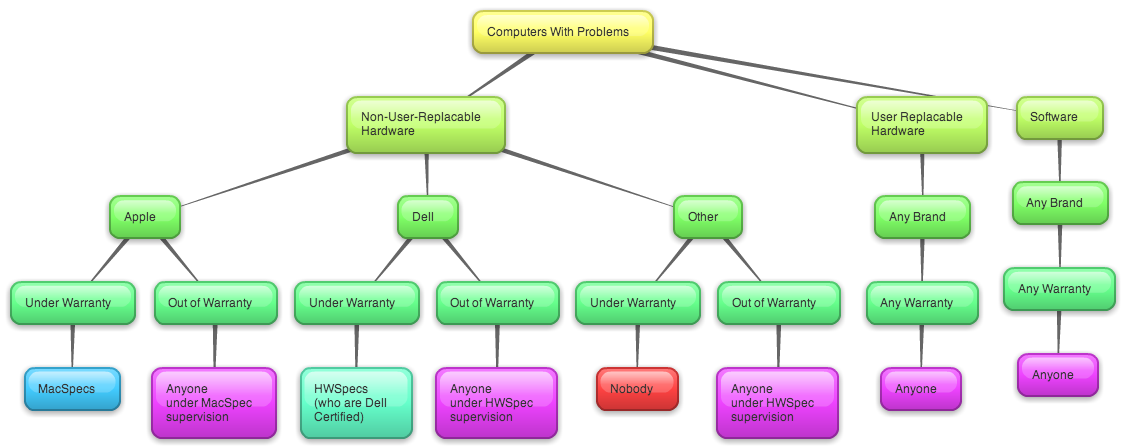 Computers With Problems
Non-User-Replacable
Hardware
User Replacable
Hardware
Software
Apple
Dell
Other
Any Brand
Any Brand
Under Warranty
Out of Warranty
Under Warranty
Out of Warranty
Under Warranty
Out of Warranty
Any Warranty
Any Warranty
MacSpecs
Anyone
under MacSpec
supervision
HWSpecs
(who are Dell
Certified)
Anyone
under HWSpec
supervision
Nobody
Anyone
under HWSpec
supervision
Anyone
Anyone